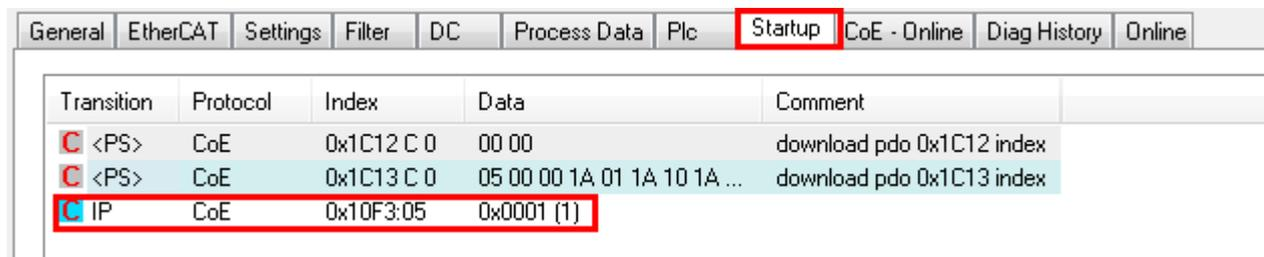 General EtherCAT Settings Filter DC Process Data Plc Startup CoE - Online Diag History Online
Transition Protocol Index Data Comment
C <PS> CoE 0x1C12 C 0 00 00 download pdo 0x1C12 index
C <PS> CoE 0x1C13 C 0 05 00 00 1A 01 1A 10 1A ... download pdo 0x1C13 index
C IP CoE 0x10F3:05 0x0001 (1)